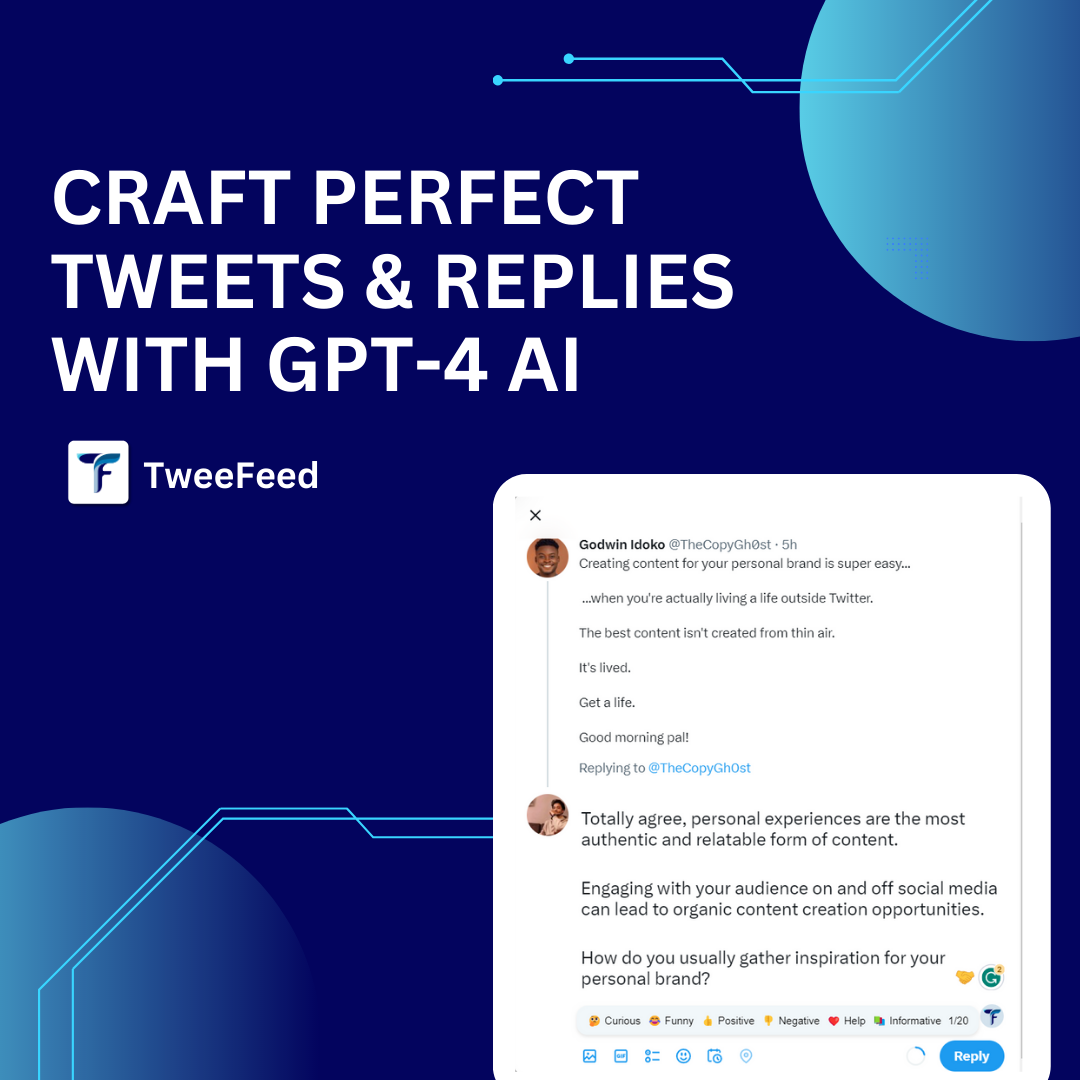 CRAFT PERFECT
TWEETS & REPLIES
WITH GPT-4 AI
TweeFeed
Godwin Idoko @TheCopyGh0st · 5h
Creating content for your personal brand is super easy...
...when you're actually living a life outside Twitter.
The best content isn't created from thin air.
It's lived.
Get a life.
Good morning pal!
Replying to @TheCopyGh0st
Totally agree, personal experiences are the most
authentic and relatable form of content.
Engaging with your audience on and off social media
can lead to organic content creation opportunities.
How do you usually gather inspiration for your
personal brand?
2
🤔 Curious 😂 Funny 👍 Positive 👎 Negative ❤️ Help 📚 Informative 1/20
GIF
Reply